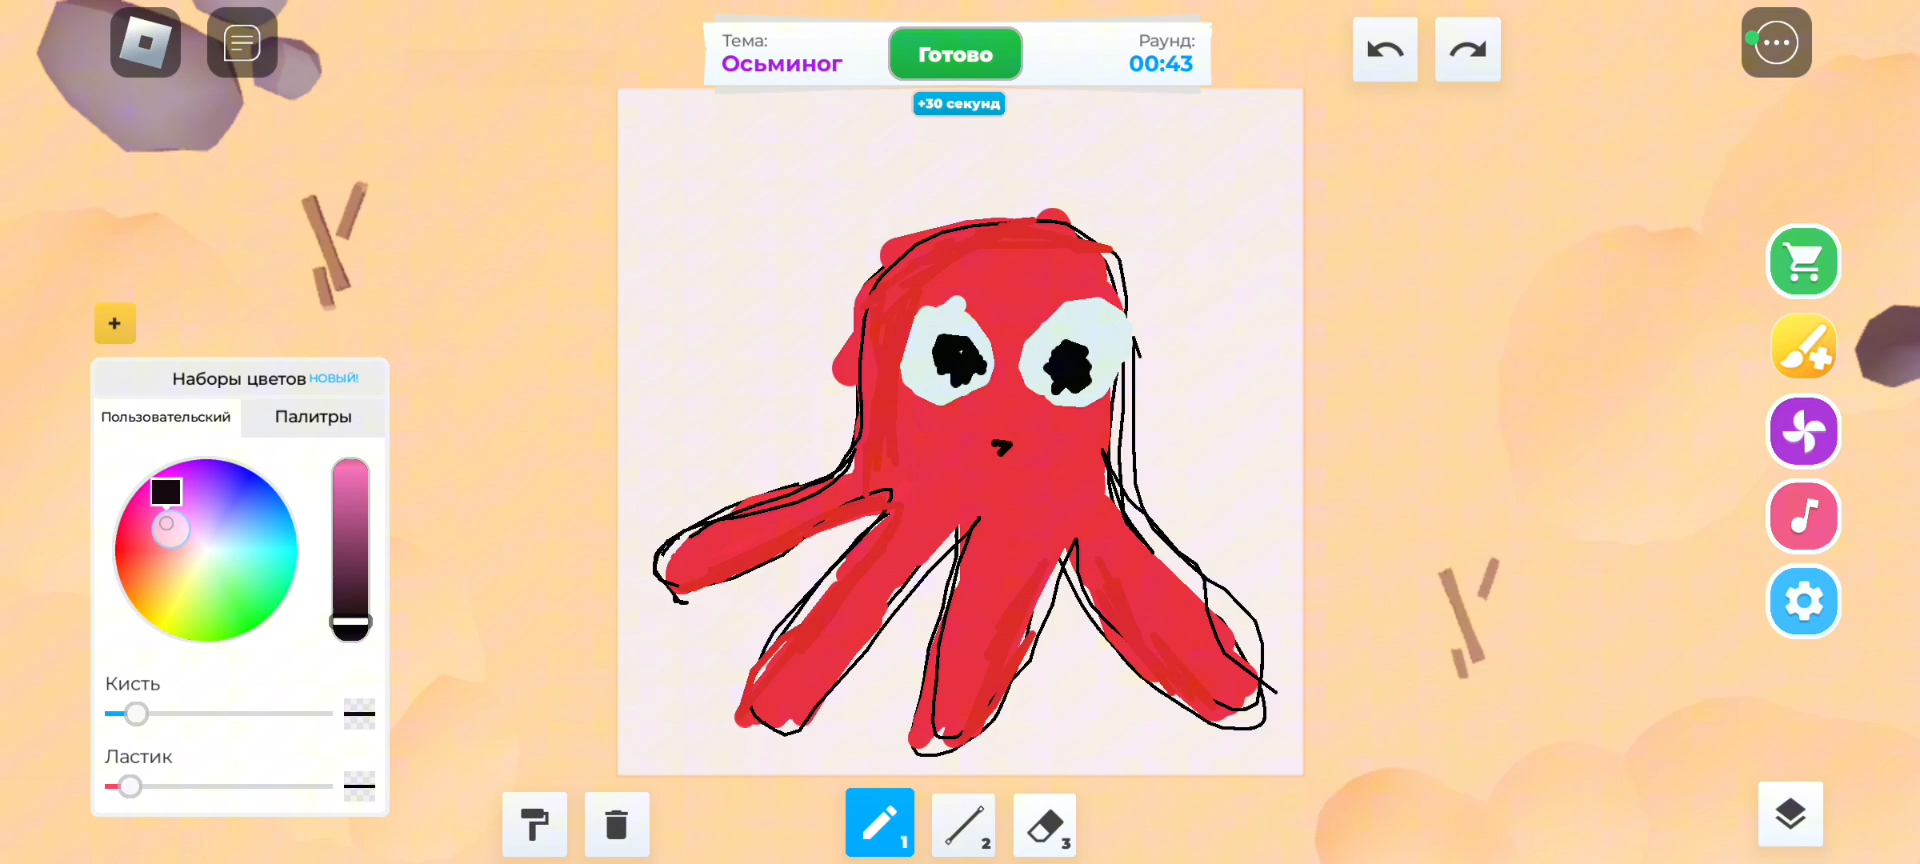 Тема:
Осьминог
Готово
Раунд:
00:43
+30 секунд
+
Наборы цветов НОВЫЙ!
Пользовательский
Палитры
Кисть
Ластик
1
2
3